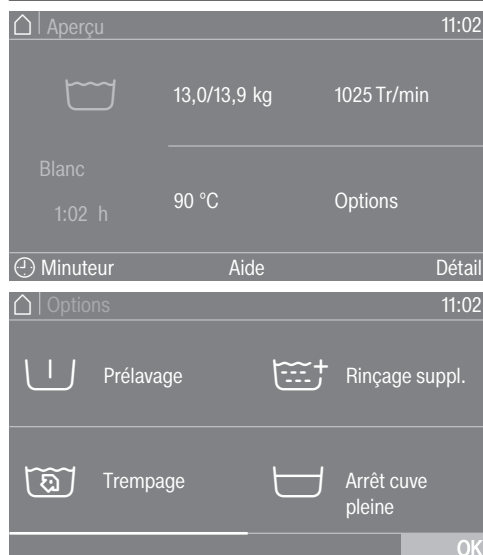 Aperçu 11:02
13,0/13,9 kg 1025 Tr/min
Blanc
1:02 h
90 °C Options
Minuteur Aide Détail
Options 11:02
Prélavage Rinçage suppl.
Trempage Arrêt cuve
pleine
OK